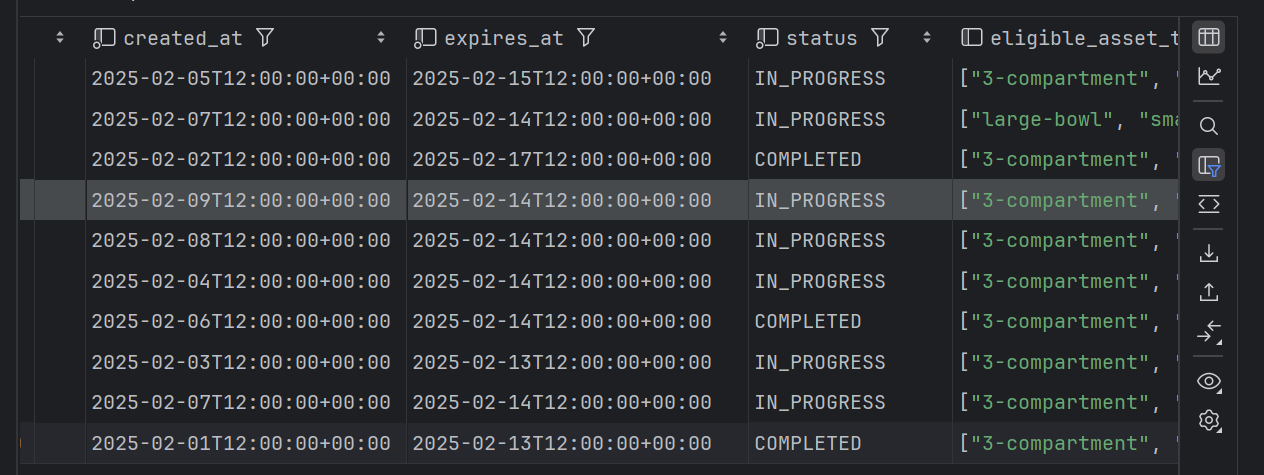 created_at expires_at status eligible_asset_t
2025-02-05T12:00:00+00:00 2025-02-15T12:00:00+00:00 IN_PROGRESS ["3-compartment", "
2025-02-07T12:00:00+00:00 2025-02-14T12:00:00+00:00 IN_PROGRESS ["large-bowl", "sma
2025-02-02T12:00:00+00:00 2025-02-17T12:00:00+00:00 COMPLETED ["3-compartment", "
2025-02-09T12:00:00+00:00 2025-02-14T12:00:00+00:00 IN_PROGRESS ["3-compartment", "
2025-02-08T12:00:00+00:00 2025-02-14T12:00:00+00:00 IN_PROGRESS ["3-compartment", "
2025-02-04T12:00:00+00:00 2025-02-14T12:00:00+00:00 IN_PROGRESS ["3-compartment", "
2025-02-06T12:00:00+00:00 2025-02-14T12:00:00+00:00 COMPLETED ["3-compartment", "
2025-02-03T12:00:00+00:00 2025-02-13T12:00:00+00:00 IN_PROGRESS ["3-compartment", "
2025-02-07T12:00:00+00:00 2025-02-14T12:00:00+00:00 IN_PROGRESS ["3-compartment", "
2025-02-01T12:00:00+00:00 2025-02-13T12:00:00+00:00 COMPLETED ["3-compartment", "